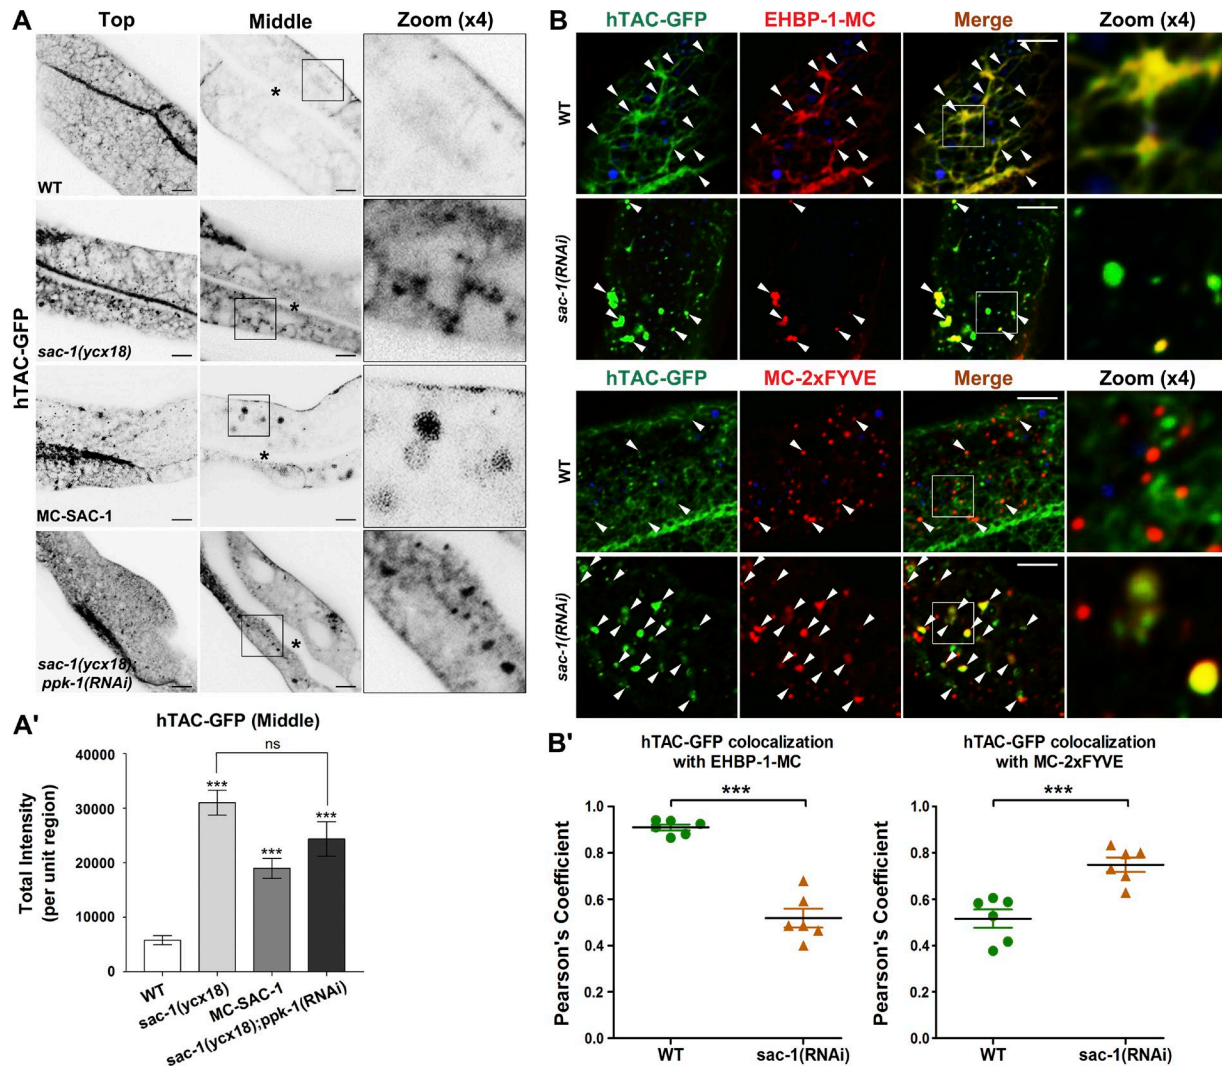 A
Top
Middle
Zoom (x4)
hTAC-GFP
WT
*
sac-1(ycx18)
*
MC-SAC-1
*
sac-1(ycx18);
ppk-1(RNAi)
*
A'
hTAC-GFP (Middle)
Total Intensity
(per unit region)
40000
30000
20000
10000
0
ns
***
***
***
WT
sac-1(ycx18)
MC-SAC-1
sac-1(ycx18);ppk-1(RNAi)
B
hTAC-GFP
EHBP-1-MC
Merge
Zoom (x4)
WT
sac-1(RNAi)
hTAC-GFP
MC-2xFYVE
Merge
Zoom (x4)
WT
sac-1(RNAi)
B'
hTAC-GFP colocalization
with EHBP-1-MC
***
Pearson's Coefficient
1.0
0.8
0.6
0.4
0.2
0.0
WT
sac-1(RNAi)
hTAC-GFP colocalization
with MC-2xFYVE
***
Pearson's Coefficient
1.0
0.8
0.6
0.4
0.2
0.0
WT
sac-1(RNAi)